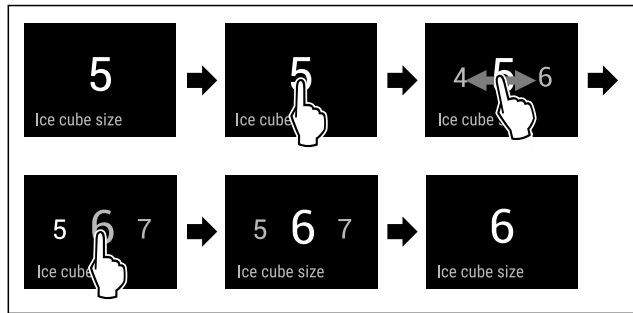 5
Ice cube size
5
Ice cub
4 5 6
Ice cube s
5 6 7
Ice cube
5 6 7
Ice cube size
6
Ice cube size